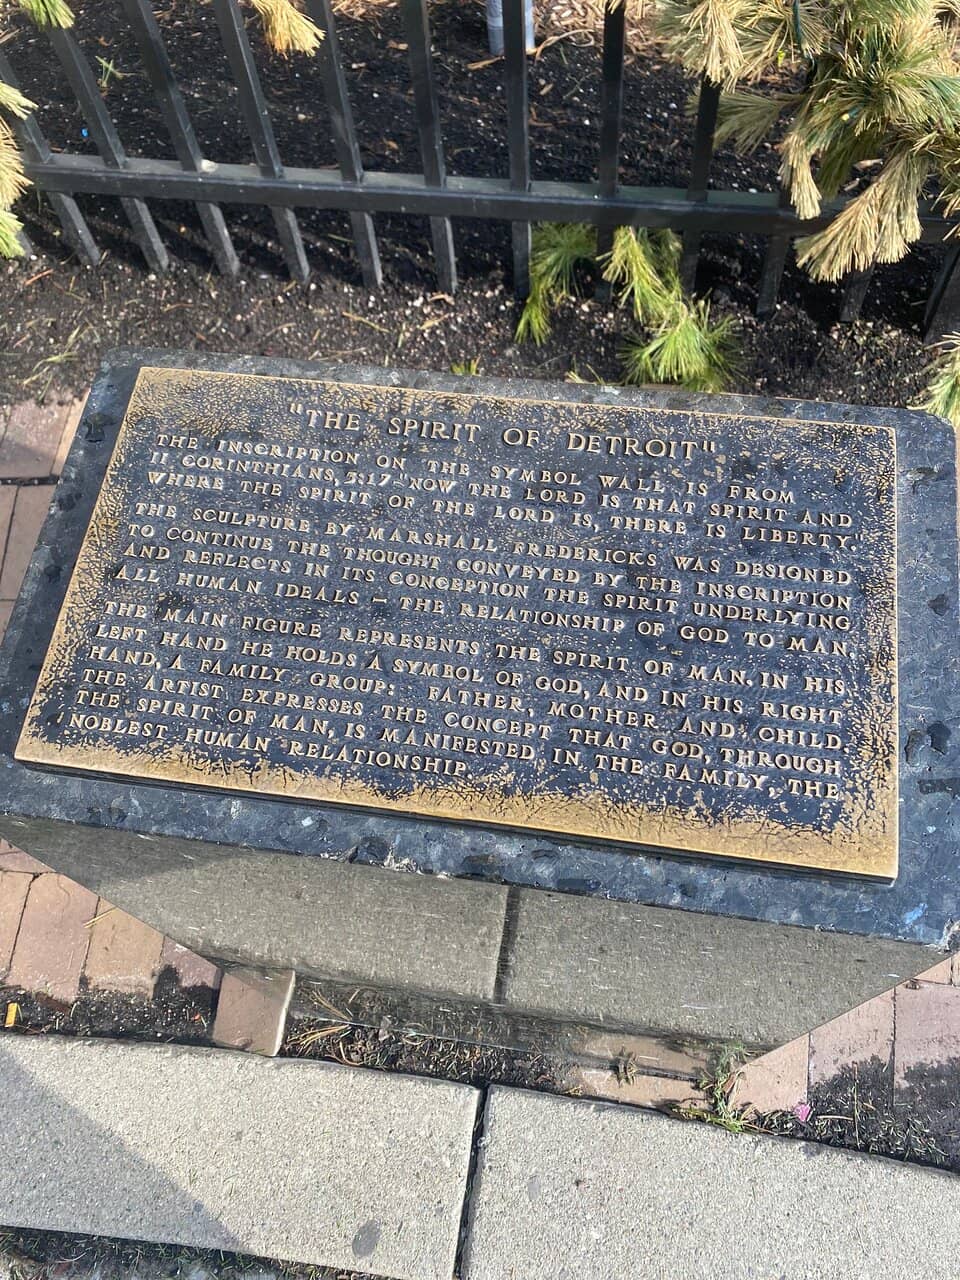 "THE SPIRIT OF DETROIT"
THE INSCRIPTION ON THE SYMBOL WALL IS FROM
II CORINTHIANS, 3:17 "NOW THE LORD IS THAT SPIRIT AND
WHERE THE SPIRIT OF THE LORD IS, THERE IS LIBERTY."
THE SCULPTURE BY MARSHALL FREDERICKS WAS DESIGNED
TO CONTINUE THE THOUGHT CONVEYED BY THE INSCRIPTION
AND REFLECTS IN ITS CONCEPTION THE SPIRIT UNDERLYING
ALL HUMAN IDEALS – THE RELATIONSHIP OF GOD TO MAN.
THE MAIN FIGURE REPRESENTS THE SPIRIT OF MAN. IN HIS
LEFT HAND HE HOLDS A SYMBOL OF GOD, AND IN HIS RIGHT
HAND, A FAMILY GROUP: FATHER, MOTHER AND CHILD.
THE ARTIST EXPRESSES THE CONCEPT THAT GOD, THROUGH
THE SPIRIT OF MAN, IS MANIFESTED IN THE FAMILY, THE
NOBLEST HUMAN RELATIONSHIP.